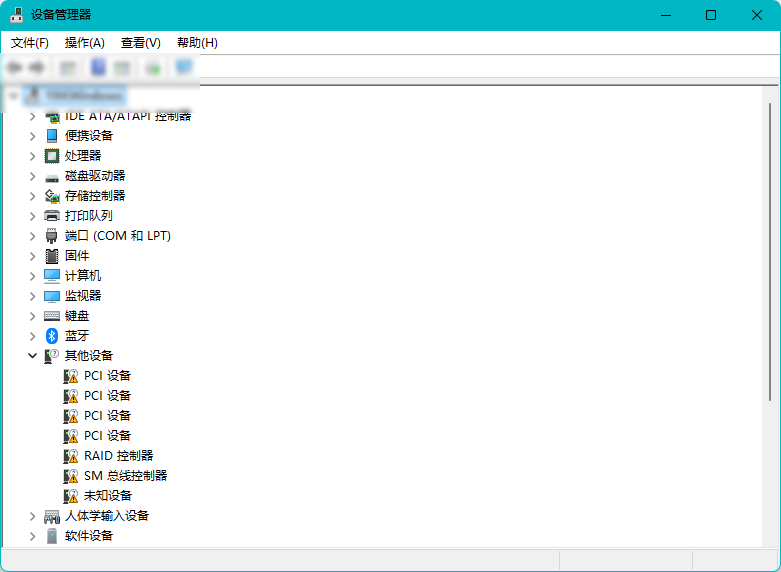 设备管理器
文件(F) 操作(A) 查看(V) 帮助(H)
IDE ATA/ATAPI 控制器
便携设备
处理器
磁盘驱动器
存储控制器
打印队列
端口 (COM 和 LPT)
固件
计算机
监视器
键盘
蓝牙
其他设备
PCI 设备
PCI 设备
PCI 设备
PCI 设备
RAID 控制器
SM 总线控制器
未知设备
人体学输入设备
软件设备